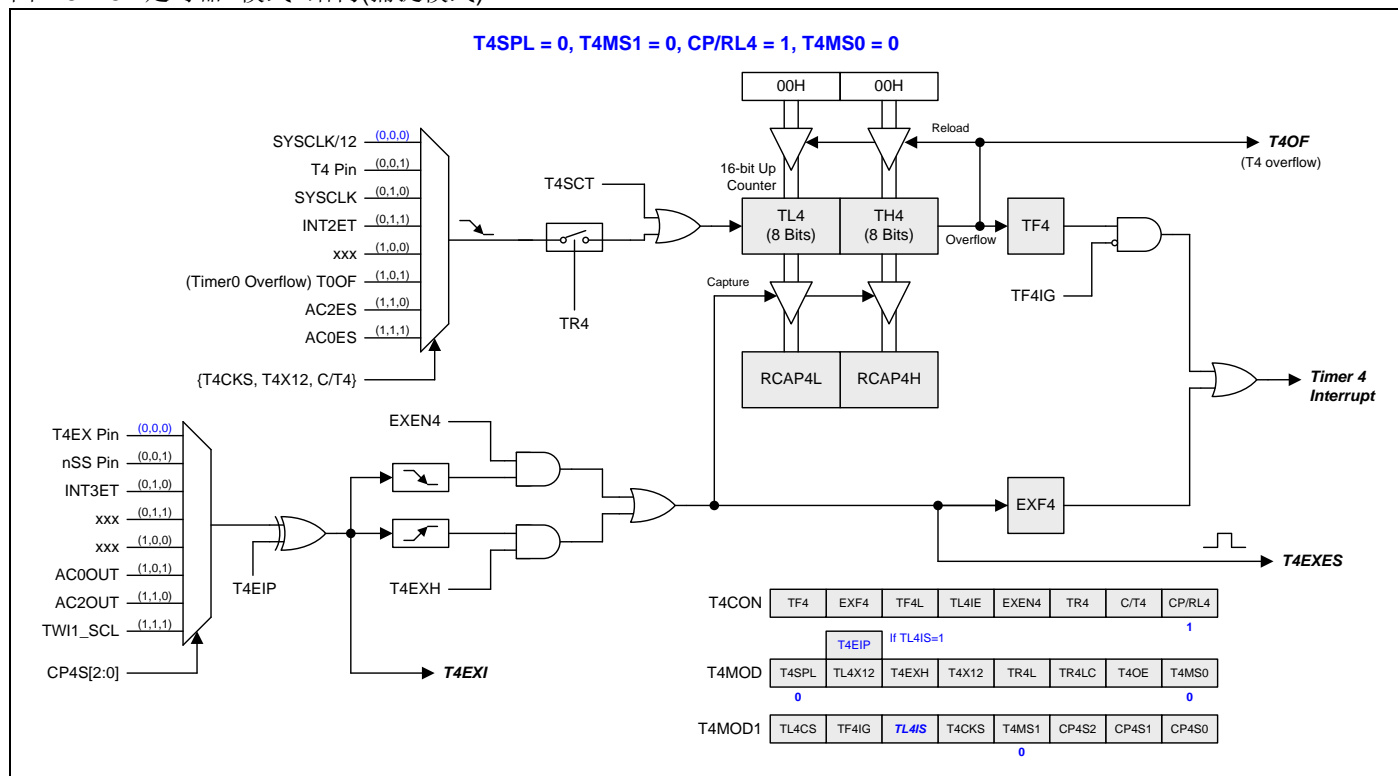 T4SPL = 0, T4MS1 = 0, CP/RL4 = 1, T4MS0 = 0
00H 00H
Reload
T4OF
(T4 overflow)
16-bit Up
Counter
SYSCLK/12 (0,0,0)
T4 Pin (0,0,1)
SYSCLK (0,1,0)
INT2ET (0,1,1)
xxx (1,0,0)
(Timer0 Overflow) T0OF (1,0,1)
AC2ES (1,1,0)
AC0ES (1,1,1)
{T4CKS, T4X12, C/T4}
T4SCT
TR4
TL4
(8 Bits)
TH4
(8 Bits)
Overflow
TF4
TF4IG
Capture
RCAP4L RCAP4H
Timer 4
Interrupt
T4EX Pin (0,0,0)
nSS Pin (0,0,1)
INT3ET (0,1,0)
xxx (0,1,1)
xxx (1,0,0)
AC0OUT (1,0,1)
AC2OUT (1,1,0)
TWI1_SCL (1,1,1)
CP4S[2:0]
T4EIP
EXEN4
T4EXH
T4EXI
EXF4
T4EXES
T4CON TF4 EXF4 TF4L TL4IE EXEN4 TR4 C/T4 CP/RL4
1
T4EIP If TL4IS=1
T4MOD T4SPL TL4X12 T4EXH T4X12 TR4L TR4LC T4OE T4MS0
0 0
T4MOD1 TL4CS TF4IG TL4IS T4CKS T4MS1 CP4S2 CP4S1 CP4S0
0